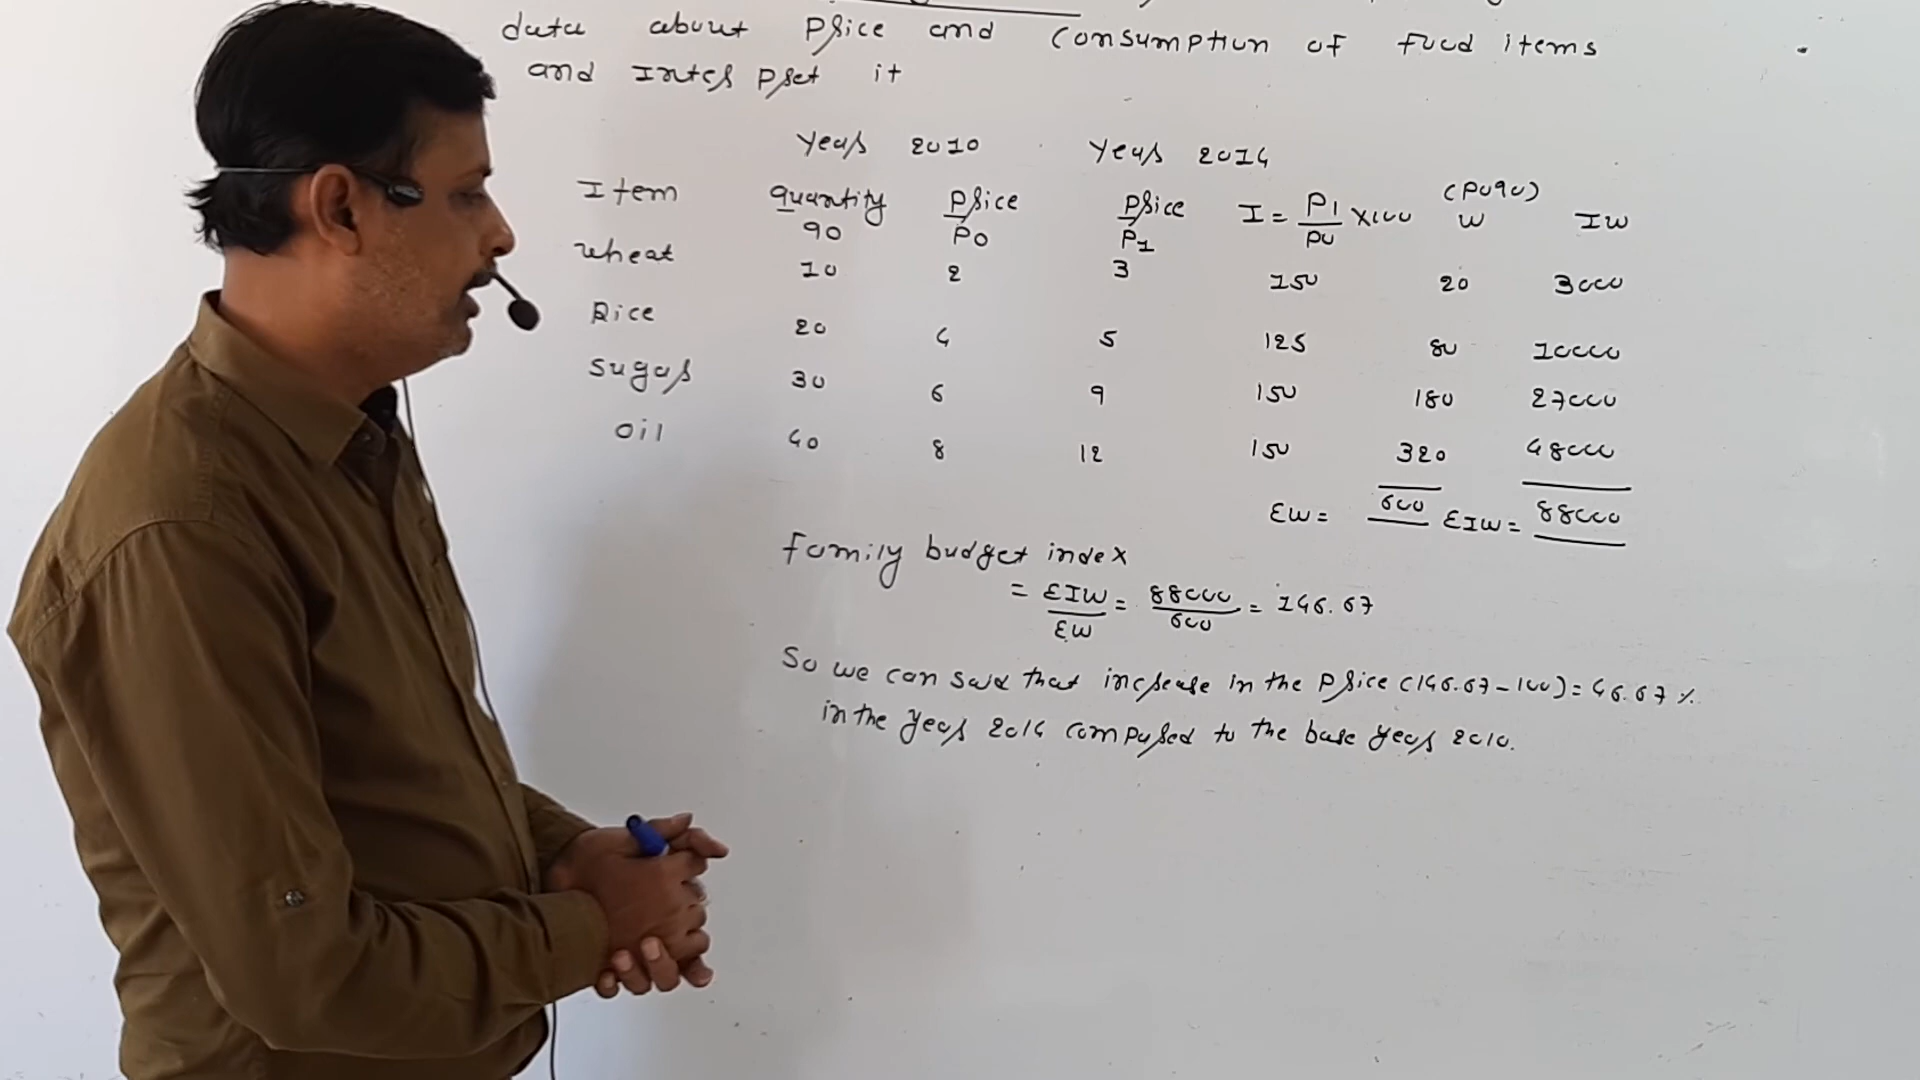 data about Price and Consumption of food items
and Interpret it
Year 2010 Year 2014
Item quantity Price Price I = P1/P0 X100 (P0q0) W IW
q0 P0 P1
wheat 10 2 3 150 20 3000
Rice 20 4 5 125 80 10000
Sugar 30 6 9 150 180 27000
Oil 40 8 12 150 320 48000
ΣW = 600 ΣIW = 88000
Family budget index
= ΣIW/ΣW = 88000/600 = 146.67
So we can said that increase in the Price (146.67-100) = 46.67 %
in the year 2014 compared to the base year 2010.